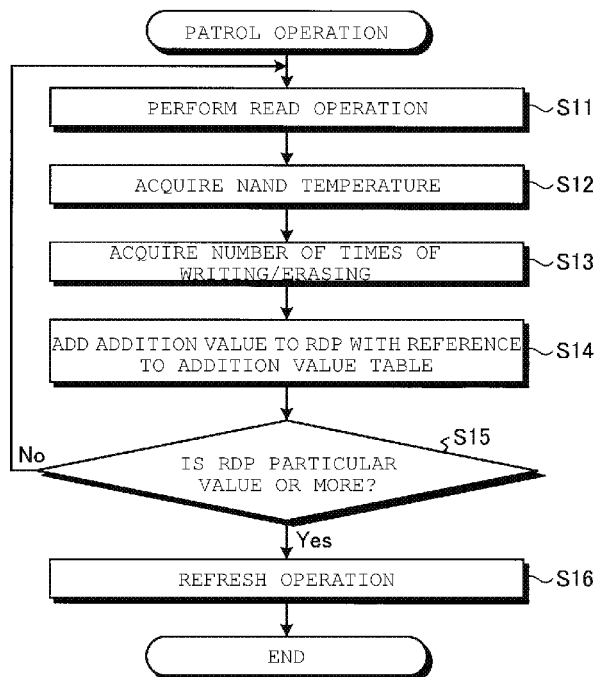 PATROL OPERATION
PERFORM READ OPERATION
S11
ACQUIRE NAND TEMPERATURE
S12
ACQUIRE NUMBER OF TIMES OF
WRITING/ERASING
S13
ADD ADDITION VALUE TO RDP WITH REFERENCE
TO ADDITION VALUE TABLE
S14
S15
No
IS RDP PARTICULAR
VALUE OR MORE?
Yes
REFRESH OPERATION
S16
END